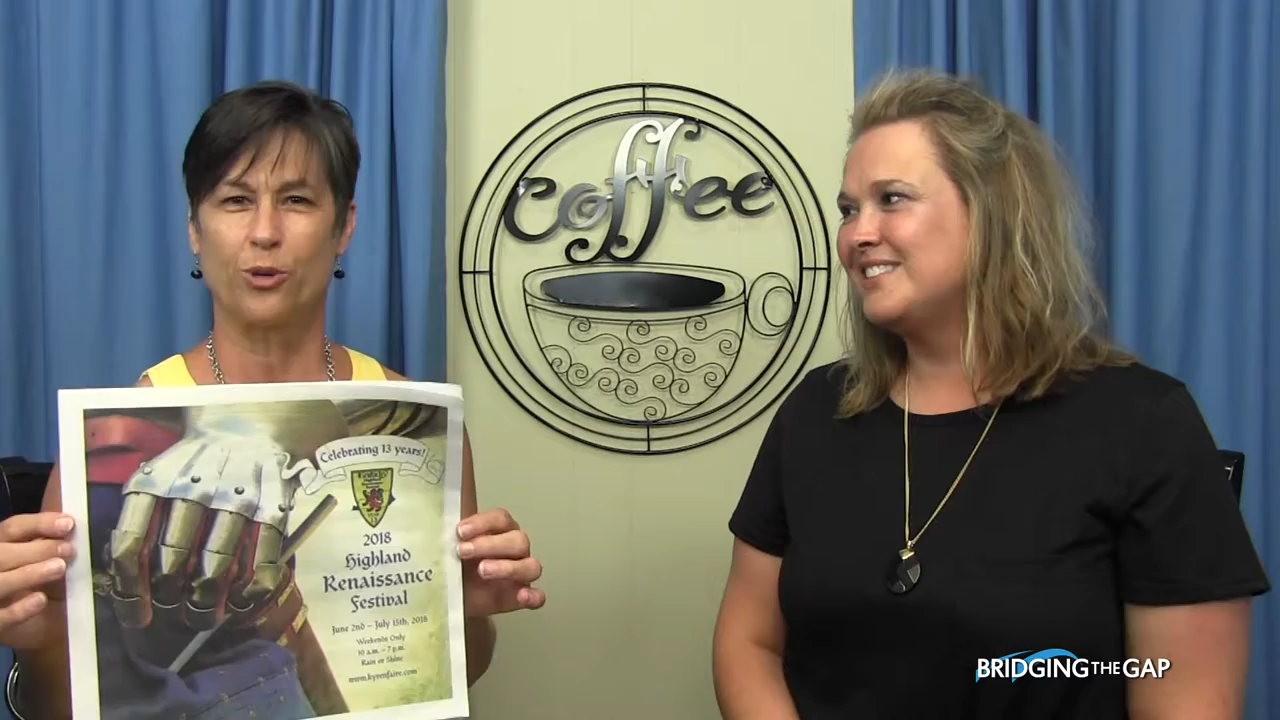 coffee
Celebrating 13 years!
2018
Highland
Renaissance
Festival
June 2nd – July 15th, 2018
Weekends Only
10 a.m. – 7 p.m.
Rain or Shine
www.kyrenfaire.com
BRIDGING THE GAP